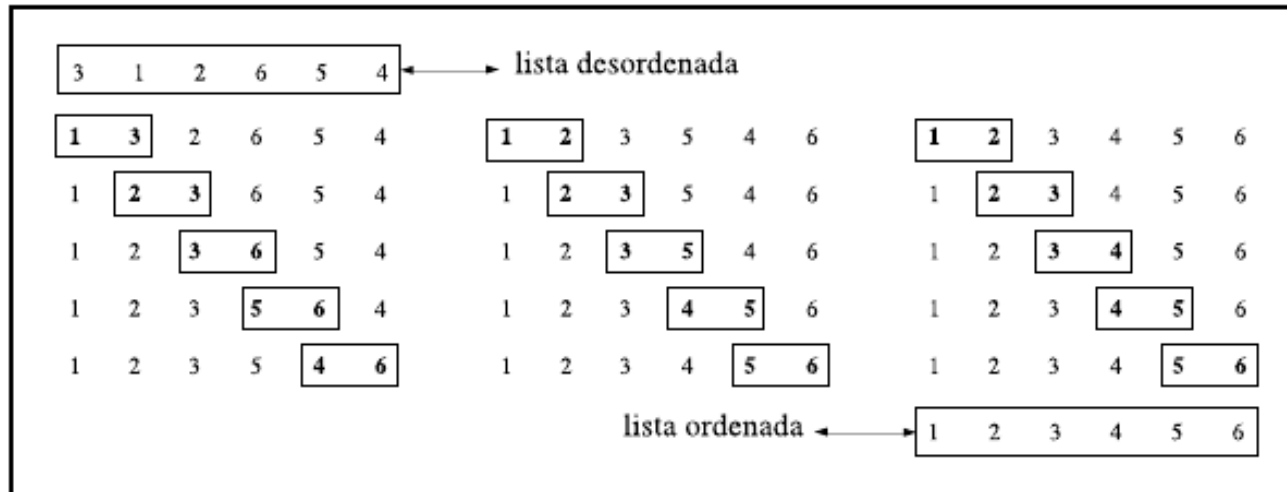 3 1 2 6 5 4 lista desordenada
1 3 2 6 5 4 1 2 3 5 4 6 1 2 3 4 5 6
1 2 3 6 5 4 1 2 3 5 4 6 1 2 3 4 5 6
1 2 3 6 5 4 1 2 3 5 4 6 1 2 3 4 5 6
1 2 3 5 6 4 1 2 3 4 5 6 1 2 3 4 5 6
1 2 3 5 4 6 1 2 3 4 5 6 1 2 3 4 5 6
lista ordenada 1 2 3 4 5 6